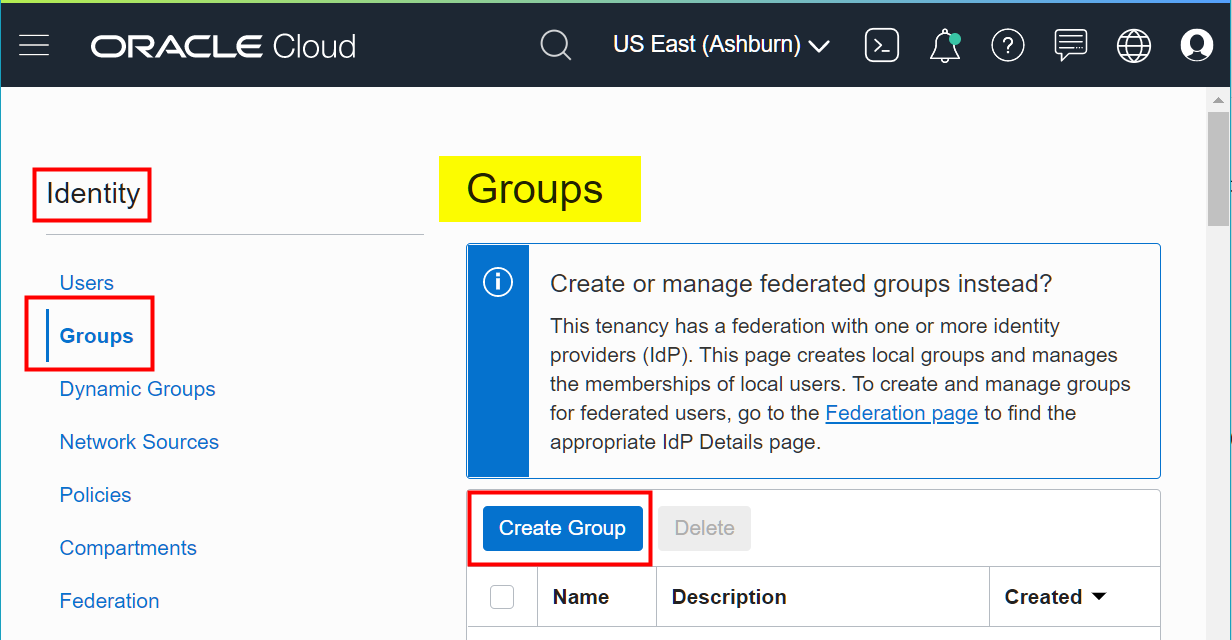 ORACLE Cloud
US East (Ashburn)
Identity
Users
Groups
Dynamic Groups
Network Sources
Policies
Compartments
Federation
Groups
Create or manage federated groups instead?
This tenancy has a federation with one or more identity
providers (IdP). This page creates local groups and manages
the memberships of local users. To create and manage groups
for federated users, go to the Federation page to find the
appropriate IdP Details page.
Create Group Delete
Name Description Created